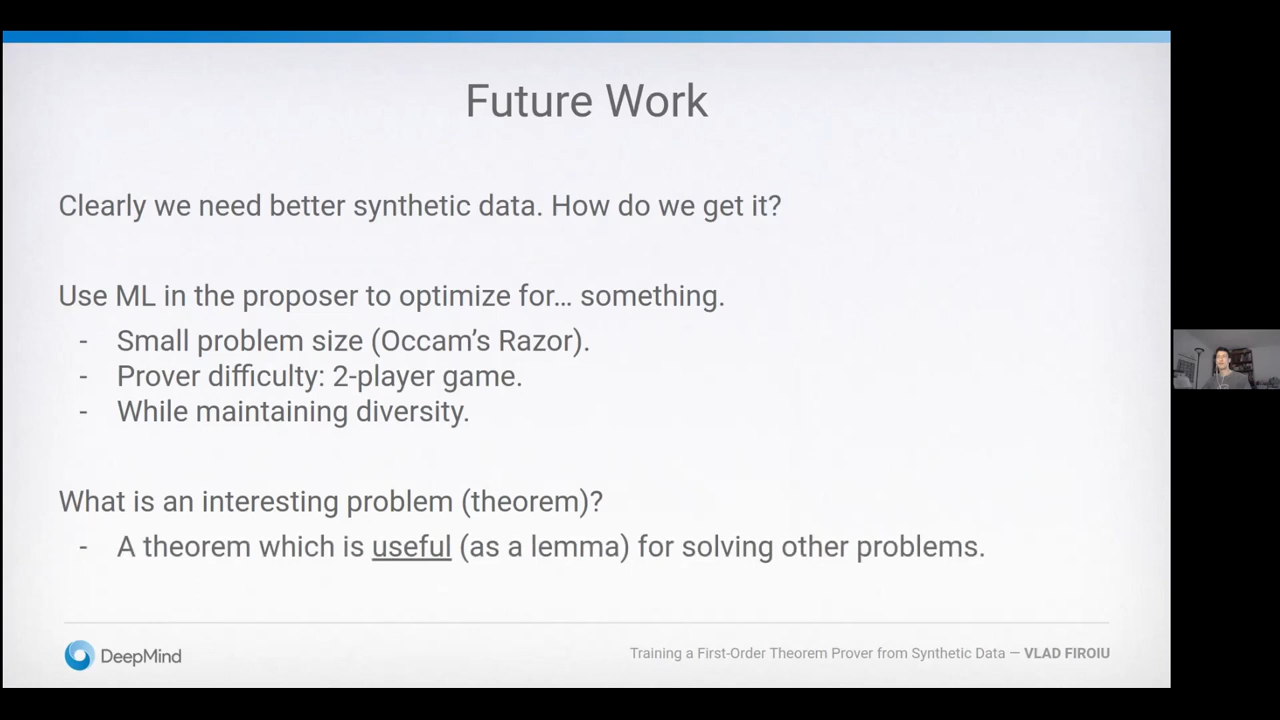 Future Work
Clearly we need better synthetic data. How do we get it?
Use ML in the proposer to optimize for... something.
- Small problem size (Occam's Razor).
- Prover difficulty: 2-player game.
- While maintaining diversity.
What is an interesting problem (theorem)?
- A theorem which is useful (as a lemma) for solving other problems.
DeepMind
Training a First-Order Theorem Prover from Synthetic Data — VLAD FIROIU